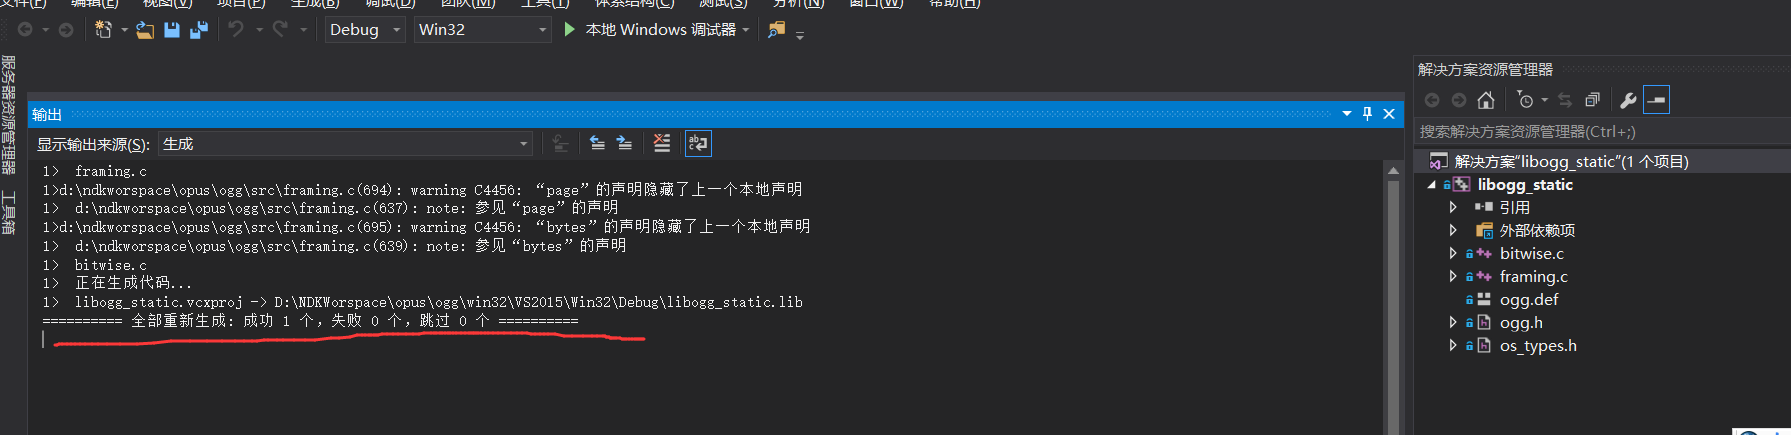 文件(F) 编辑(E) 视图(V) 项目(P) 生成(B) 调试(D) 团队(M) 工具(T) 体系结构(C) 测试(S) 分析(N) 窗口(W) 帮助(H)
Debug Win32 本地 Windows 调试器
服务器资源管理器
工具箱
输出
显示输出来源(S): 生成
1> framing.c
1>d:\ndkworspace\opus\ogg\src\framing.c(694): warning C4456: “page”的声明隐藏了上一个本地声明
1> d:\ndkworspace\opus\ogg\src\framing.c(637): note: 参见“page”的声明
1>d:\ndkworspace\opus\ogg\src\framing.c(695): warning C4456: “bytes”的声明隐藏了上一个本地声明
1> d:\ndkworspace\opus\ogg\src\framing.c(639): note: 参见“bytes”的声明
1> bitwise.c
1> 正在生成代码...
1> libogg_static.vcxproj -> D:\NDKWorspace\opus\ogg\win32\VS2015\Win32\Debug\libogg_static.lib
========== 全部重新生成: 成功 1 个，失败 0 个，跳过 0 个 ==========
解决方案资源管理器
搜索解决方案资源管理器(Ctrl+;)
解决方案“libogg_static”(1 个项目)
libogg_static
引用
外部依赖项
bitwise.c
framing.c
ogg.def
ogg.h
os_types.h